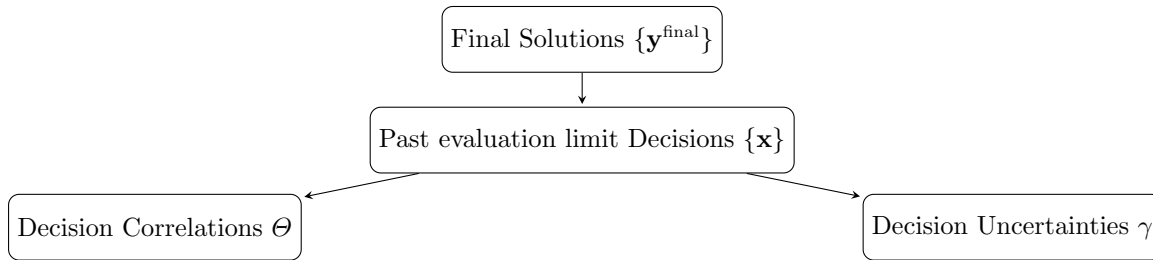 Final Solutions {y^final}
Past evaluation limit Decisions {x}
Decision Correlations Θ
Decision Uncertainties γ